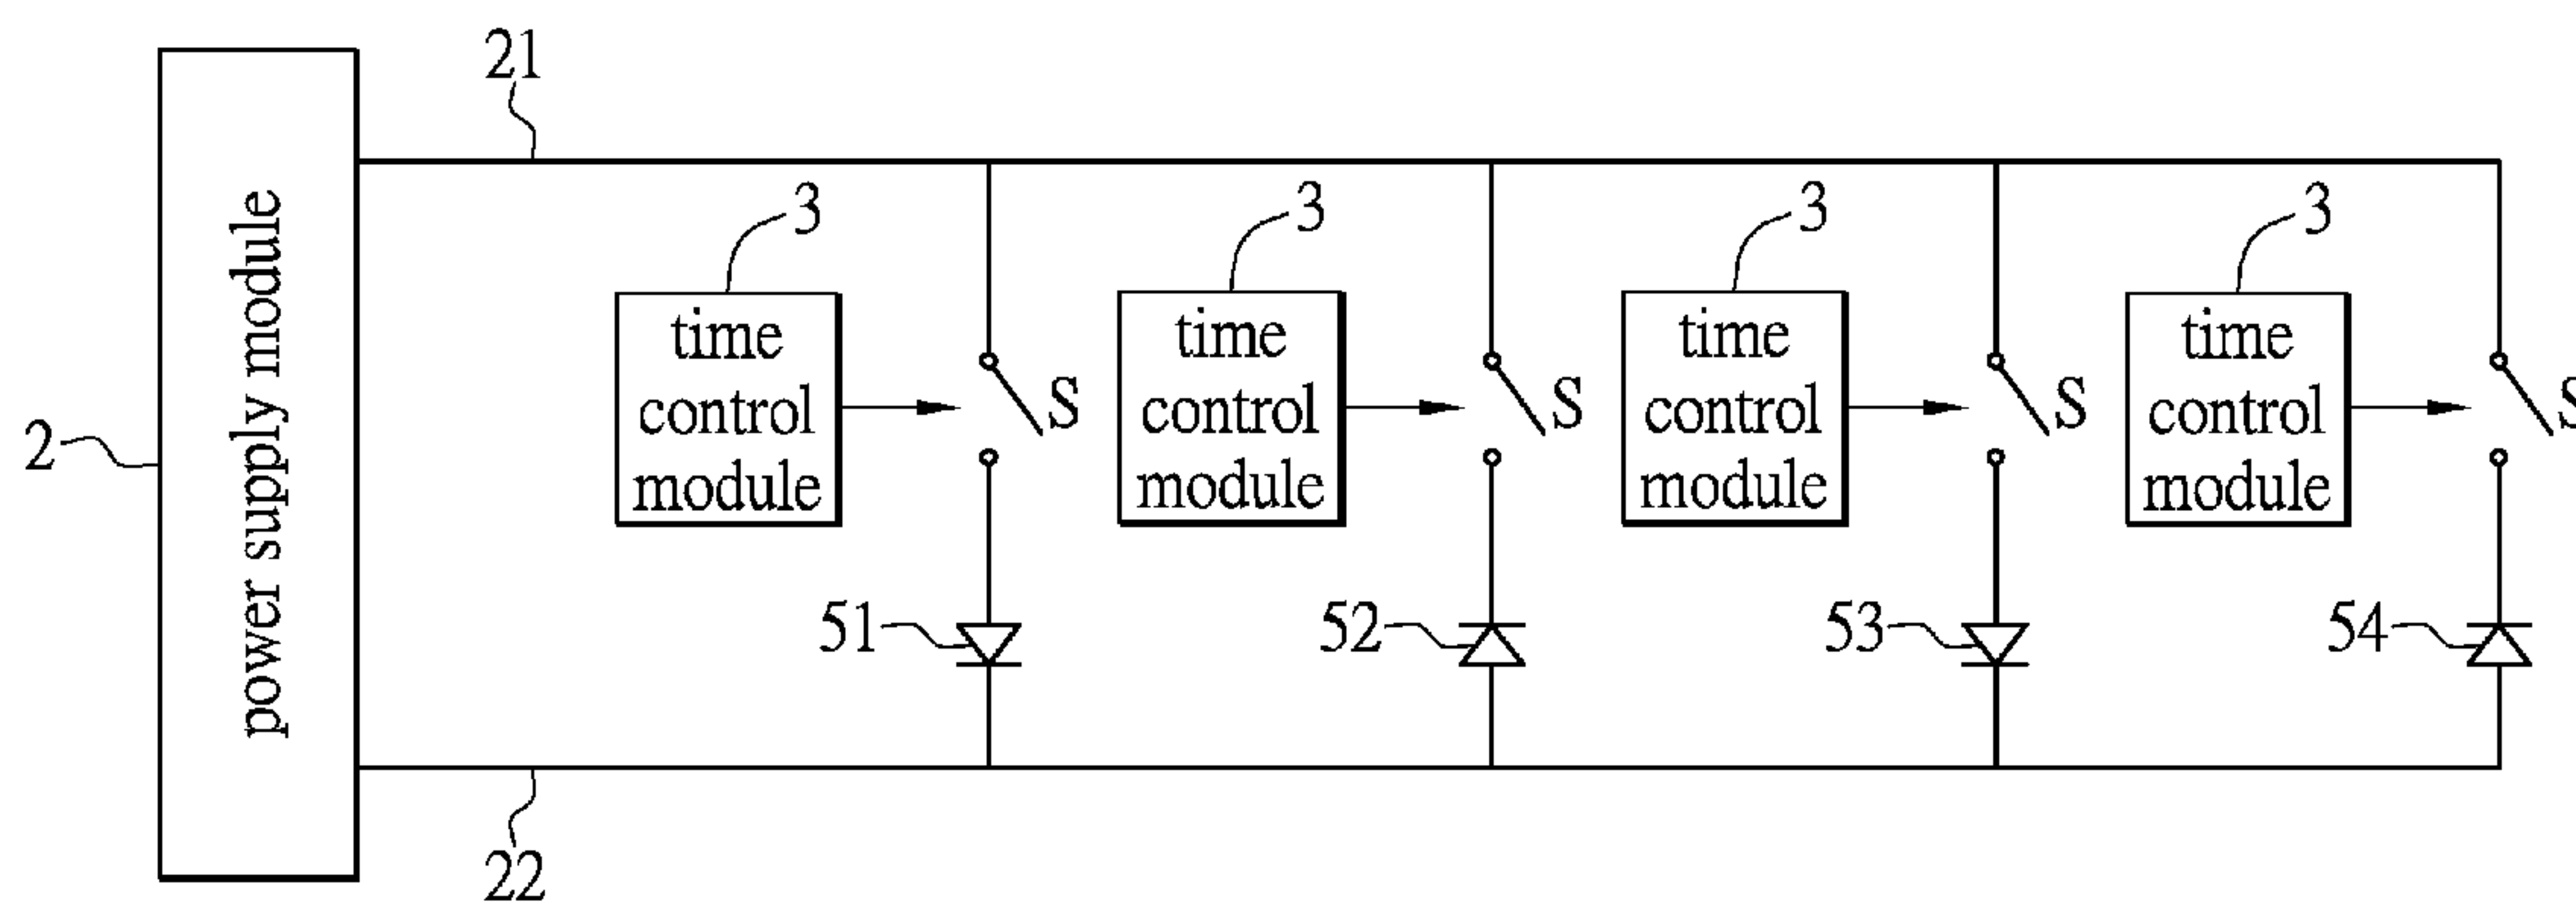 21
3
3
3
3
power supply module
time
control
module
time
control
module
time
control
module
time
control
module
S
S
S
S
2
51
52
53
54
22